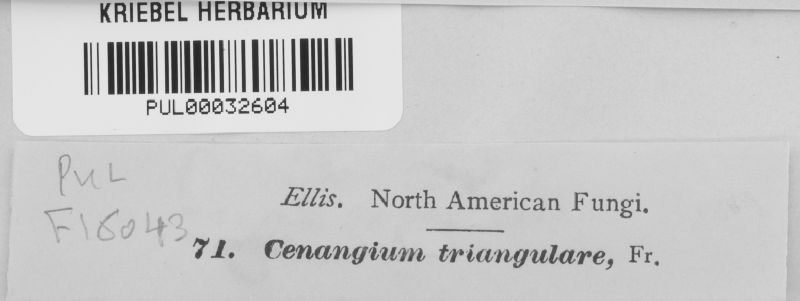 KRIEBEL HERBARIUM
PUL00032604
PUL
F18043
Ellis. North American Fungi.
71. Cenangium triangulare, Fr.